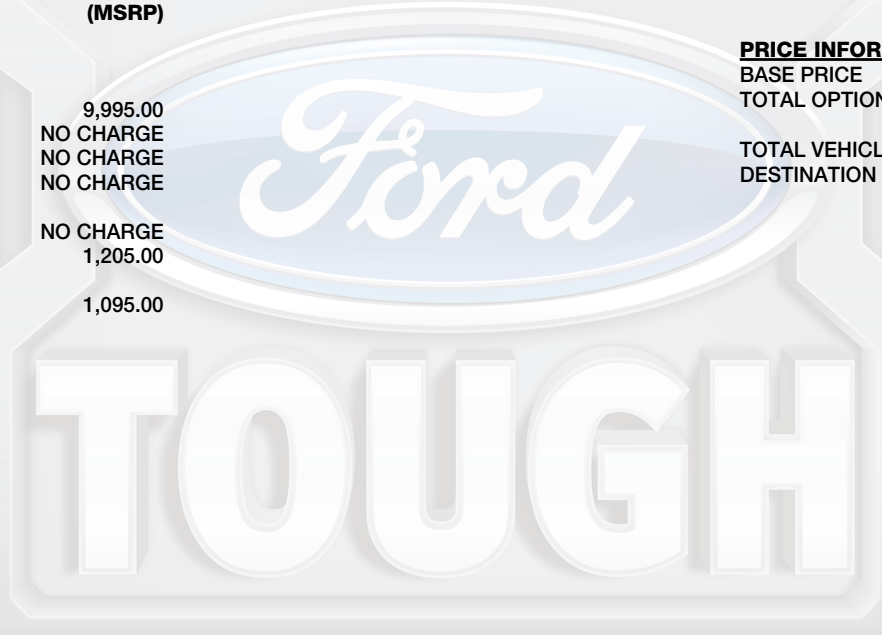 (MSRP)
9,995.00
NO CHARGE
NO CHARGE
NO CHARGE
NO CHARGE
1,205.00
1,095.00
PRICE INFOR
BASE PRICE
TOTAL OPTION
TOTAL VEHICL
DESTINATION
Ford
TOUGH